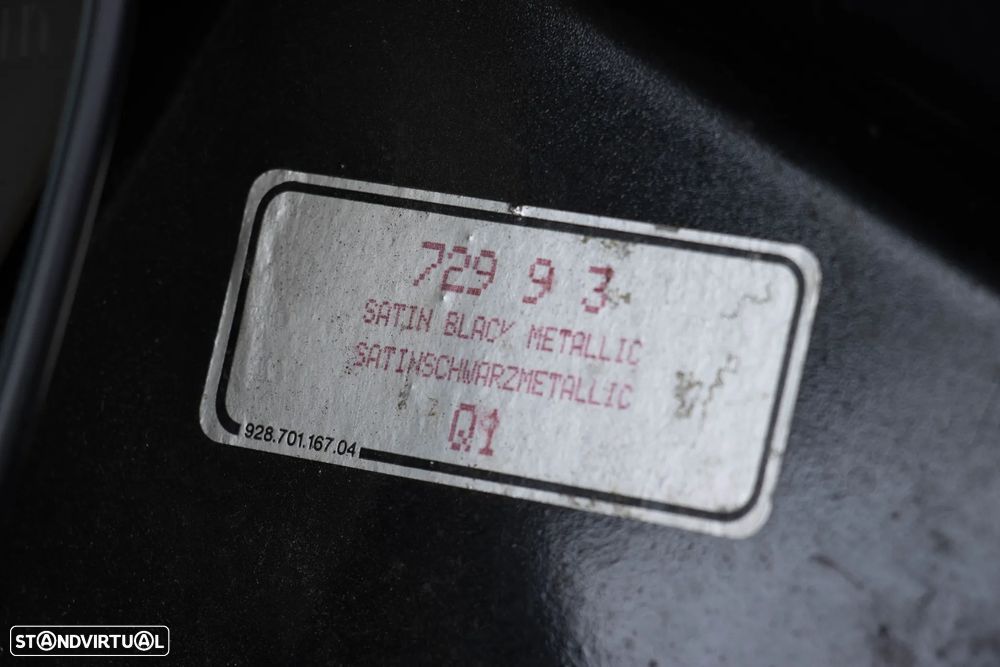 729 9 3
SATIN BLACK METALLIC
SATINSCHWARZMETALLIC
Q1
928.701.167.04
STANDVIRTUAL